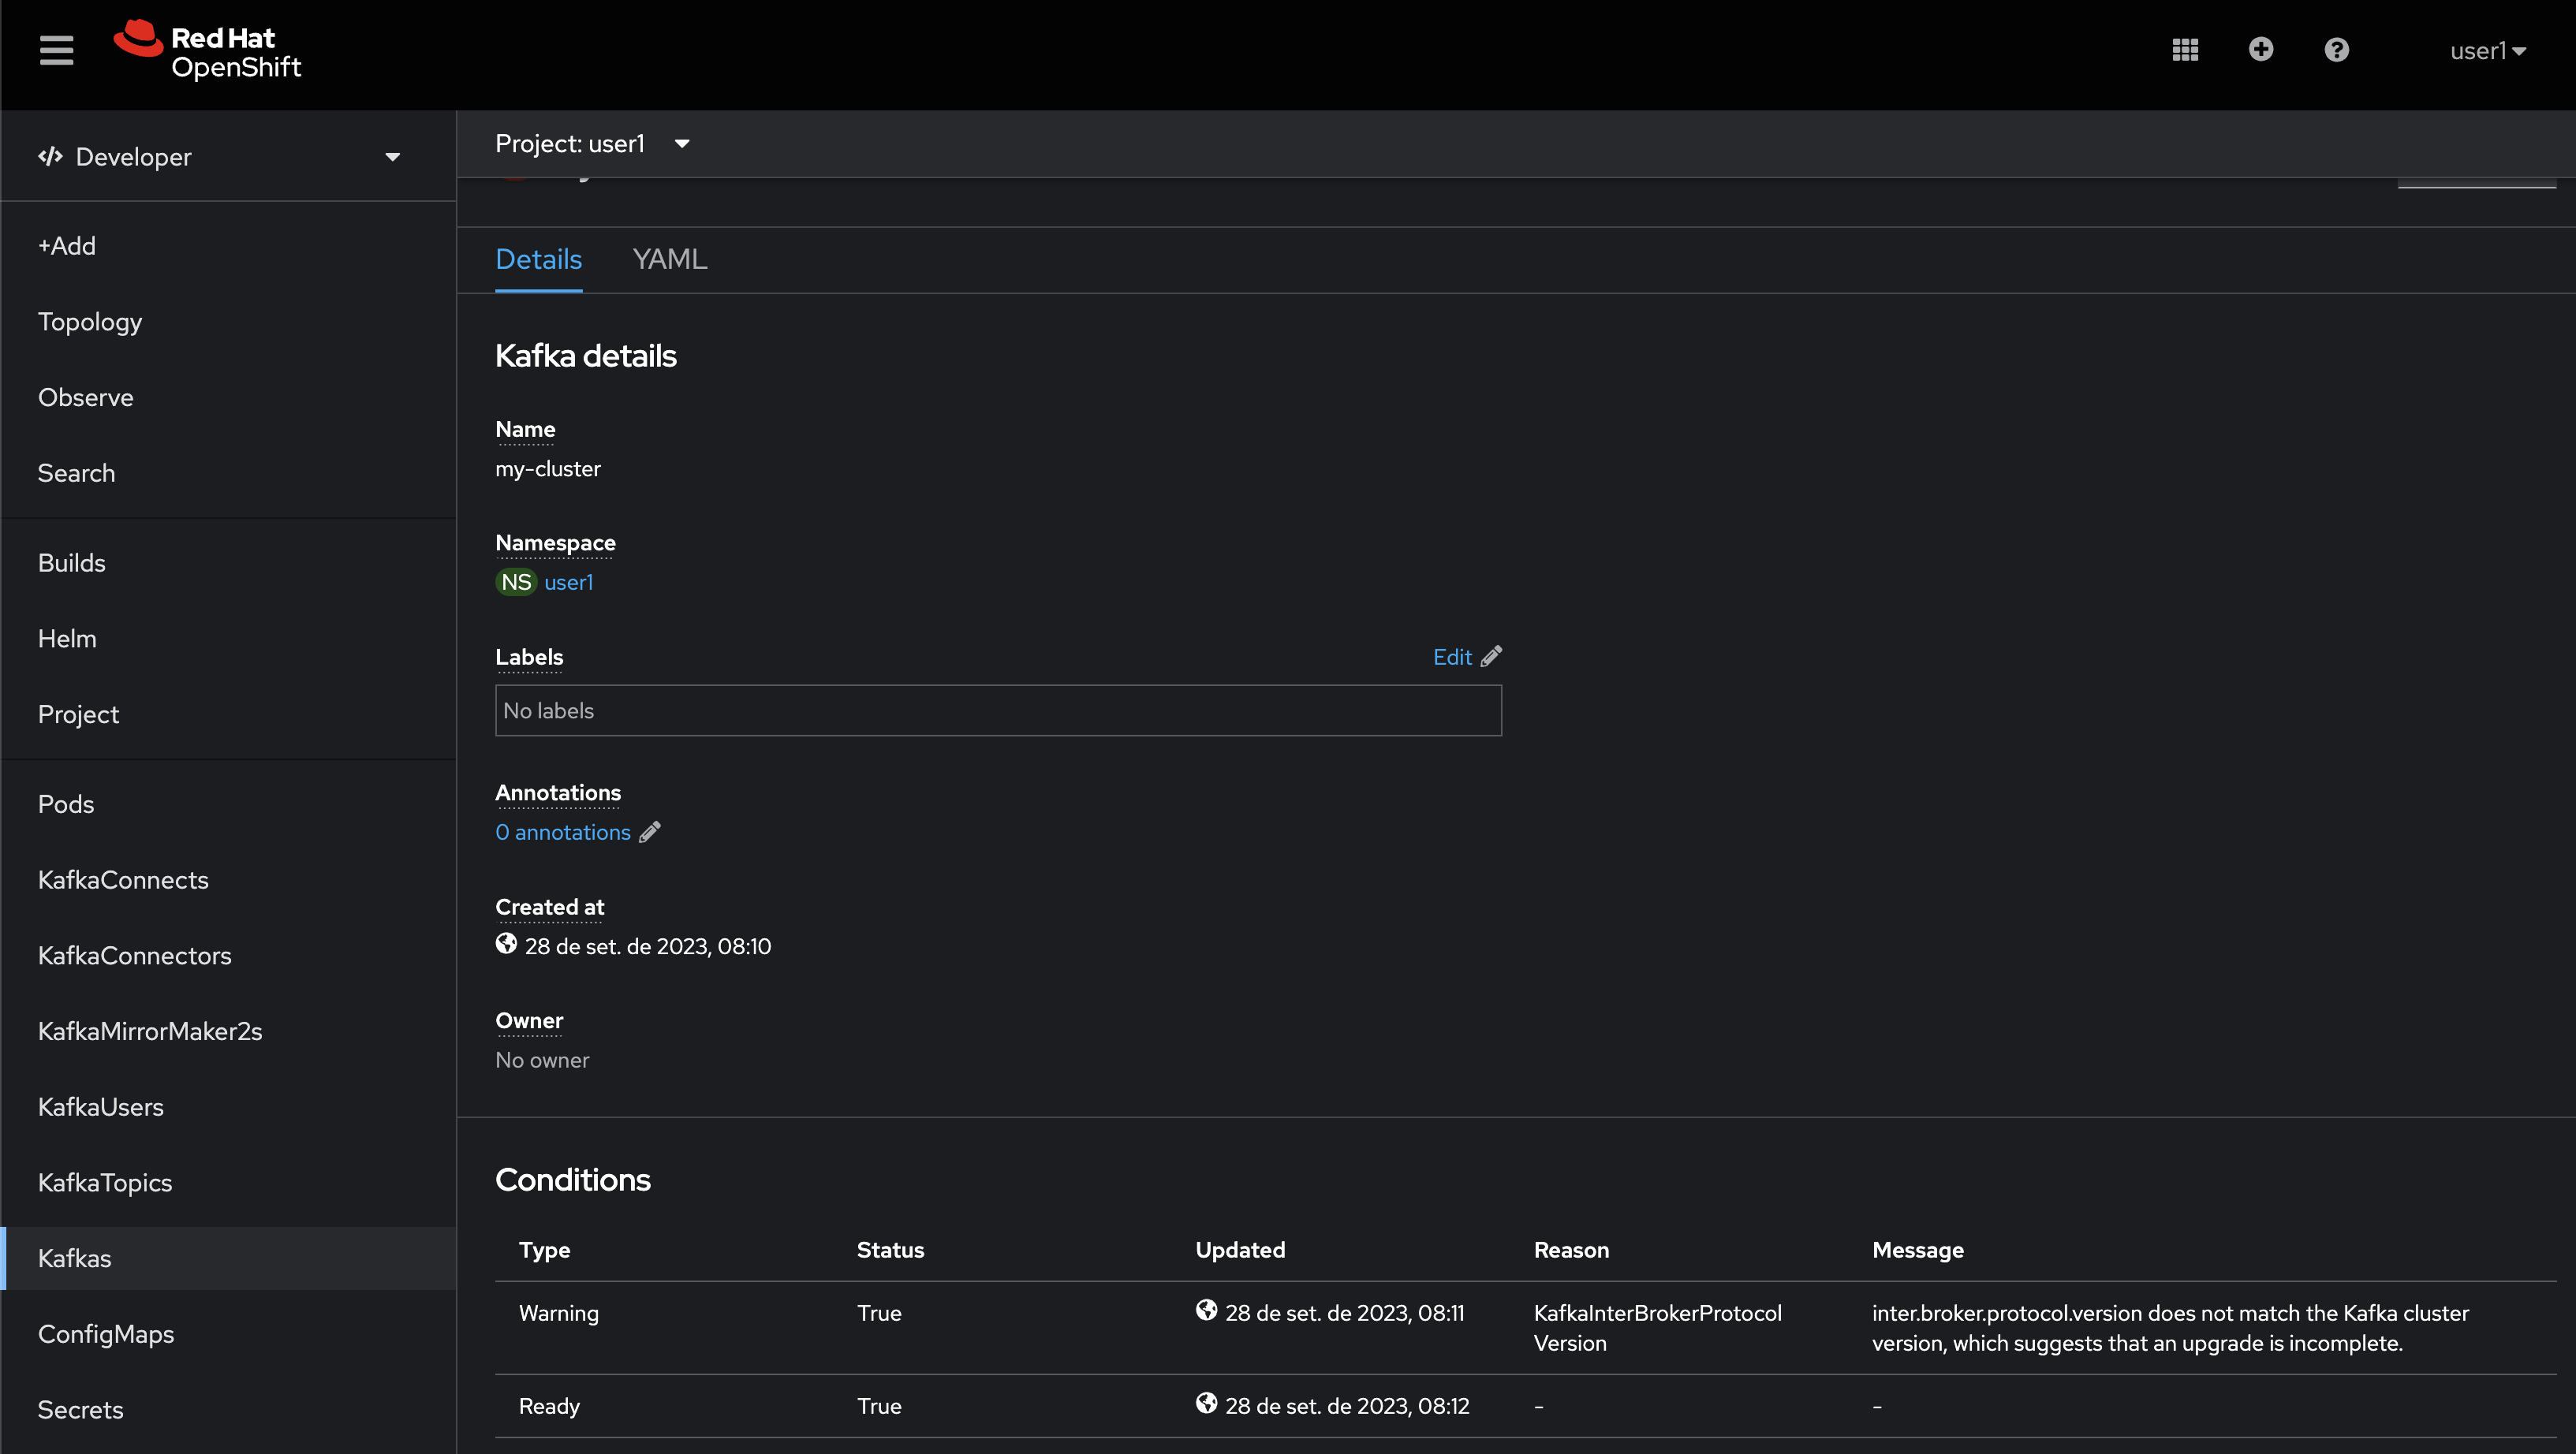 Red Hat
OpenShift
user1
Developer
Project: user1
+Add
Topology
Observe
Search
Builds
Helm
Project
Pods
KafkaConnects
KafkaConnectors
KafkaMirrorMaker2s
KafkaUsers
KafkaTopics
Kafkas
ConfigMaps
Secrets
Details YAML
Kafka details
Name
my-cluster
Namespace
NS user1
Labels Edit
No labels
Annotations
0 annotations
Created at
28 de set. de 2023, 08:10
Owner
No owner
Conditions
Type Status Updated Reason Message
Warning True 28 de set. de 2023, 08:11 KafkaInterBrokerProtocol inter.broker.protocol.version does not match the Kafka cluster
Version version, which suggests that an upgrade is incomplete.
Ready True 28 de set. de 2023, 08:12 - -